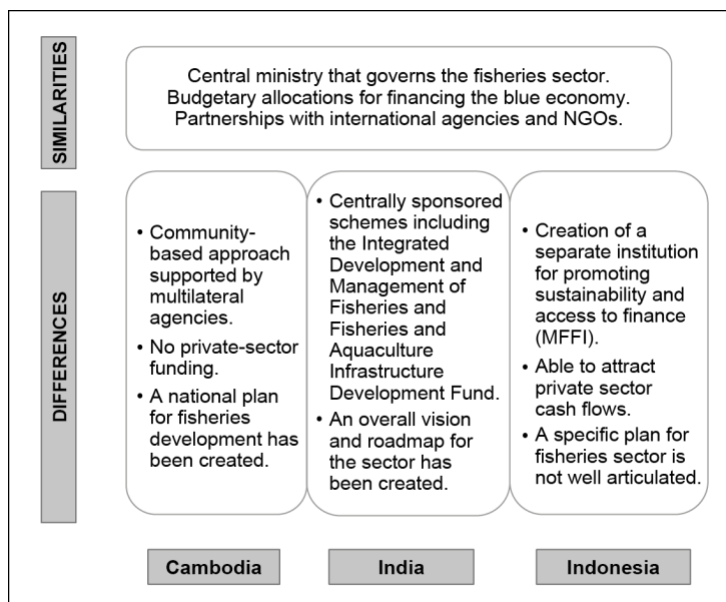 SIMILARITIES
Central ministry that governs the fisheries sector.
Budgetary allocations for financing the blue economy.
Partnerships with international agencies and NGOs.
DIFFERENCES
• Community-
based approach
supported by
multilateral
agencies.
• No private-sector
funding.
• A national plan
for fisheries
development has
been created.
• Centrally sponsored
schemes including
the Integrated
Development and
Management of
Fisheries and
Fisheries and
Aquaculture
Infrastructure
Development Fund.
• An overall vision
and roadmap for
the sector has
been created.
• Creation of a
separate institution
for promoting
sustainability and
access to finance
(MFFI).
• Able to attract
private sector
cash flows.
• A specific plan for
fisheries sector is
not well articulated.
Cambodia
India
Indonesia